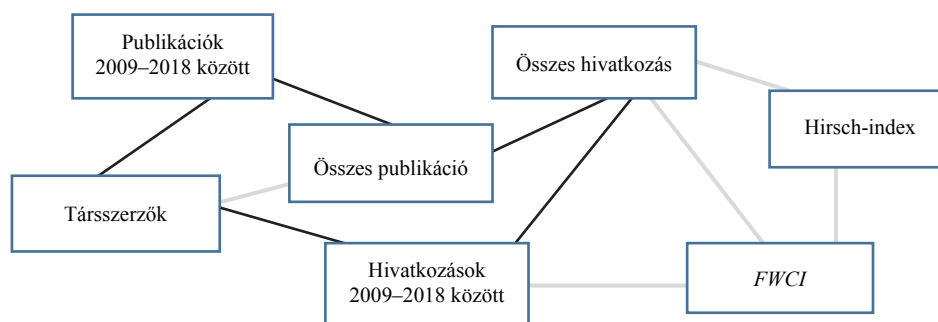 Publikációk
2009–2018 között
Összes hivatkozás
Hirsch-index
Összes publikáció
Társszerzők
Hivatkozások
2009–2018 között
FWCI